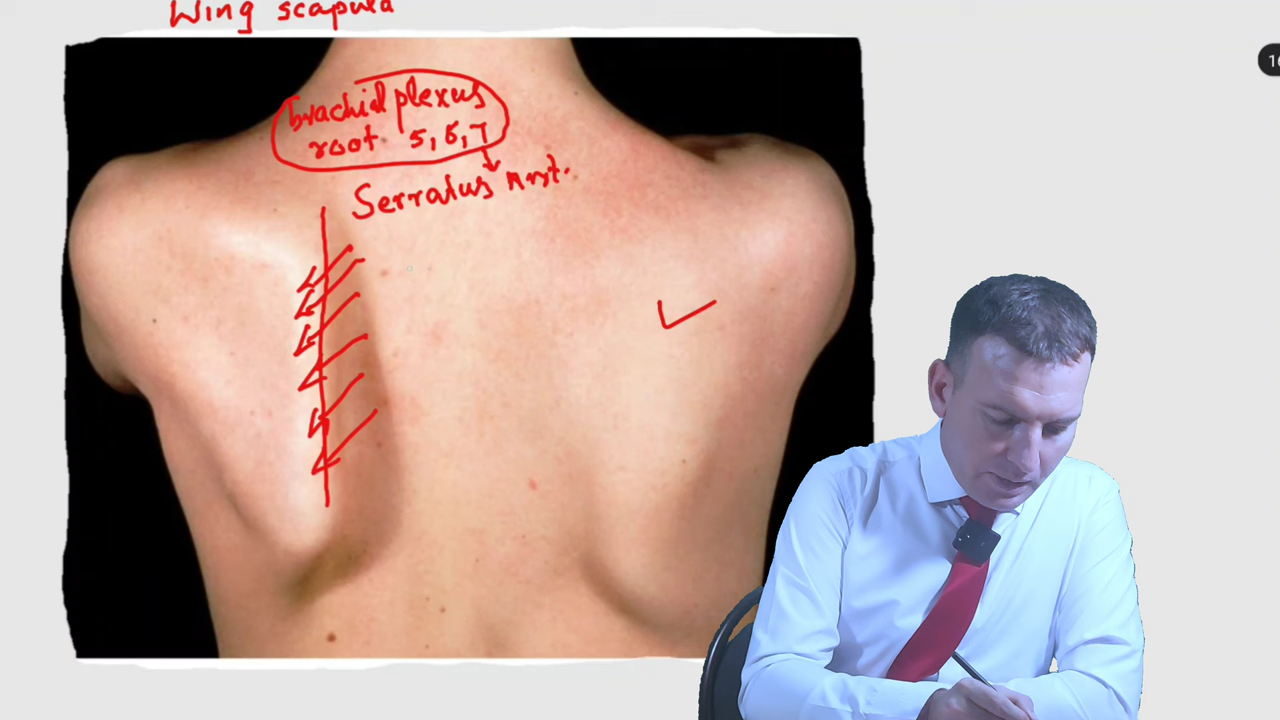 Wing scapula
brachial plexus
root 5,6,7
Serratus Ant.